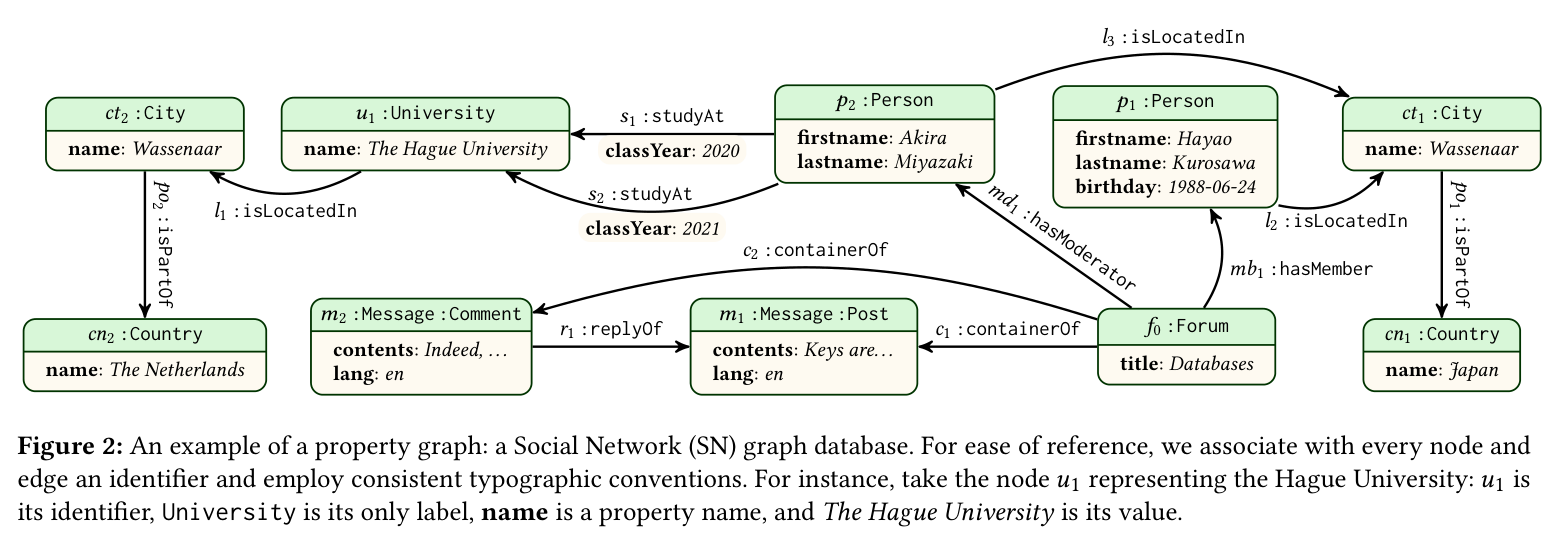 l3 :isLocatedIn
ct2 :City
name: Wassenaar
u1 :University
name: The Hague University
s1 :studyAt
classYear: 2020
p2 :Person
firstname: Akira
lastname: Miyazaki
p1 :Person
firstname: Hayao
lastname: Kurosawa
birthday: 1988-06-24
ct1 :City
name: Wassenaar
po2 :isPartOf
l1 :isLocatedIn
s2 :studyAt
classYear: 2021
md1 :hasModerator
l2 :isLocatedIn
po1 :isPartOf
c2 :containerOf
mb1 :hasMember
cn2 :Country
name: The Netherlands
m2 :Message :Comment
contents: Indeed, …
lang: en
r1 :replyOf
m1 :Message :Post
contents: Keys are…
lang: en
c1 :containerOf
f0 :Forum
title: Databases
cn1 :Country
name: Japan
Figure 2: An example of a property graph: a Social Network (SN) graph database. For ease of reference, we associate with every node and
edge an identifier and employ consistent typographic conventions. For instance, take the node u1 representing the Hague University: u1 is
its identifier, University is its only label, name is a property name, and The Hague University is its value.